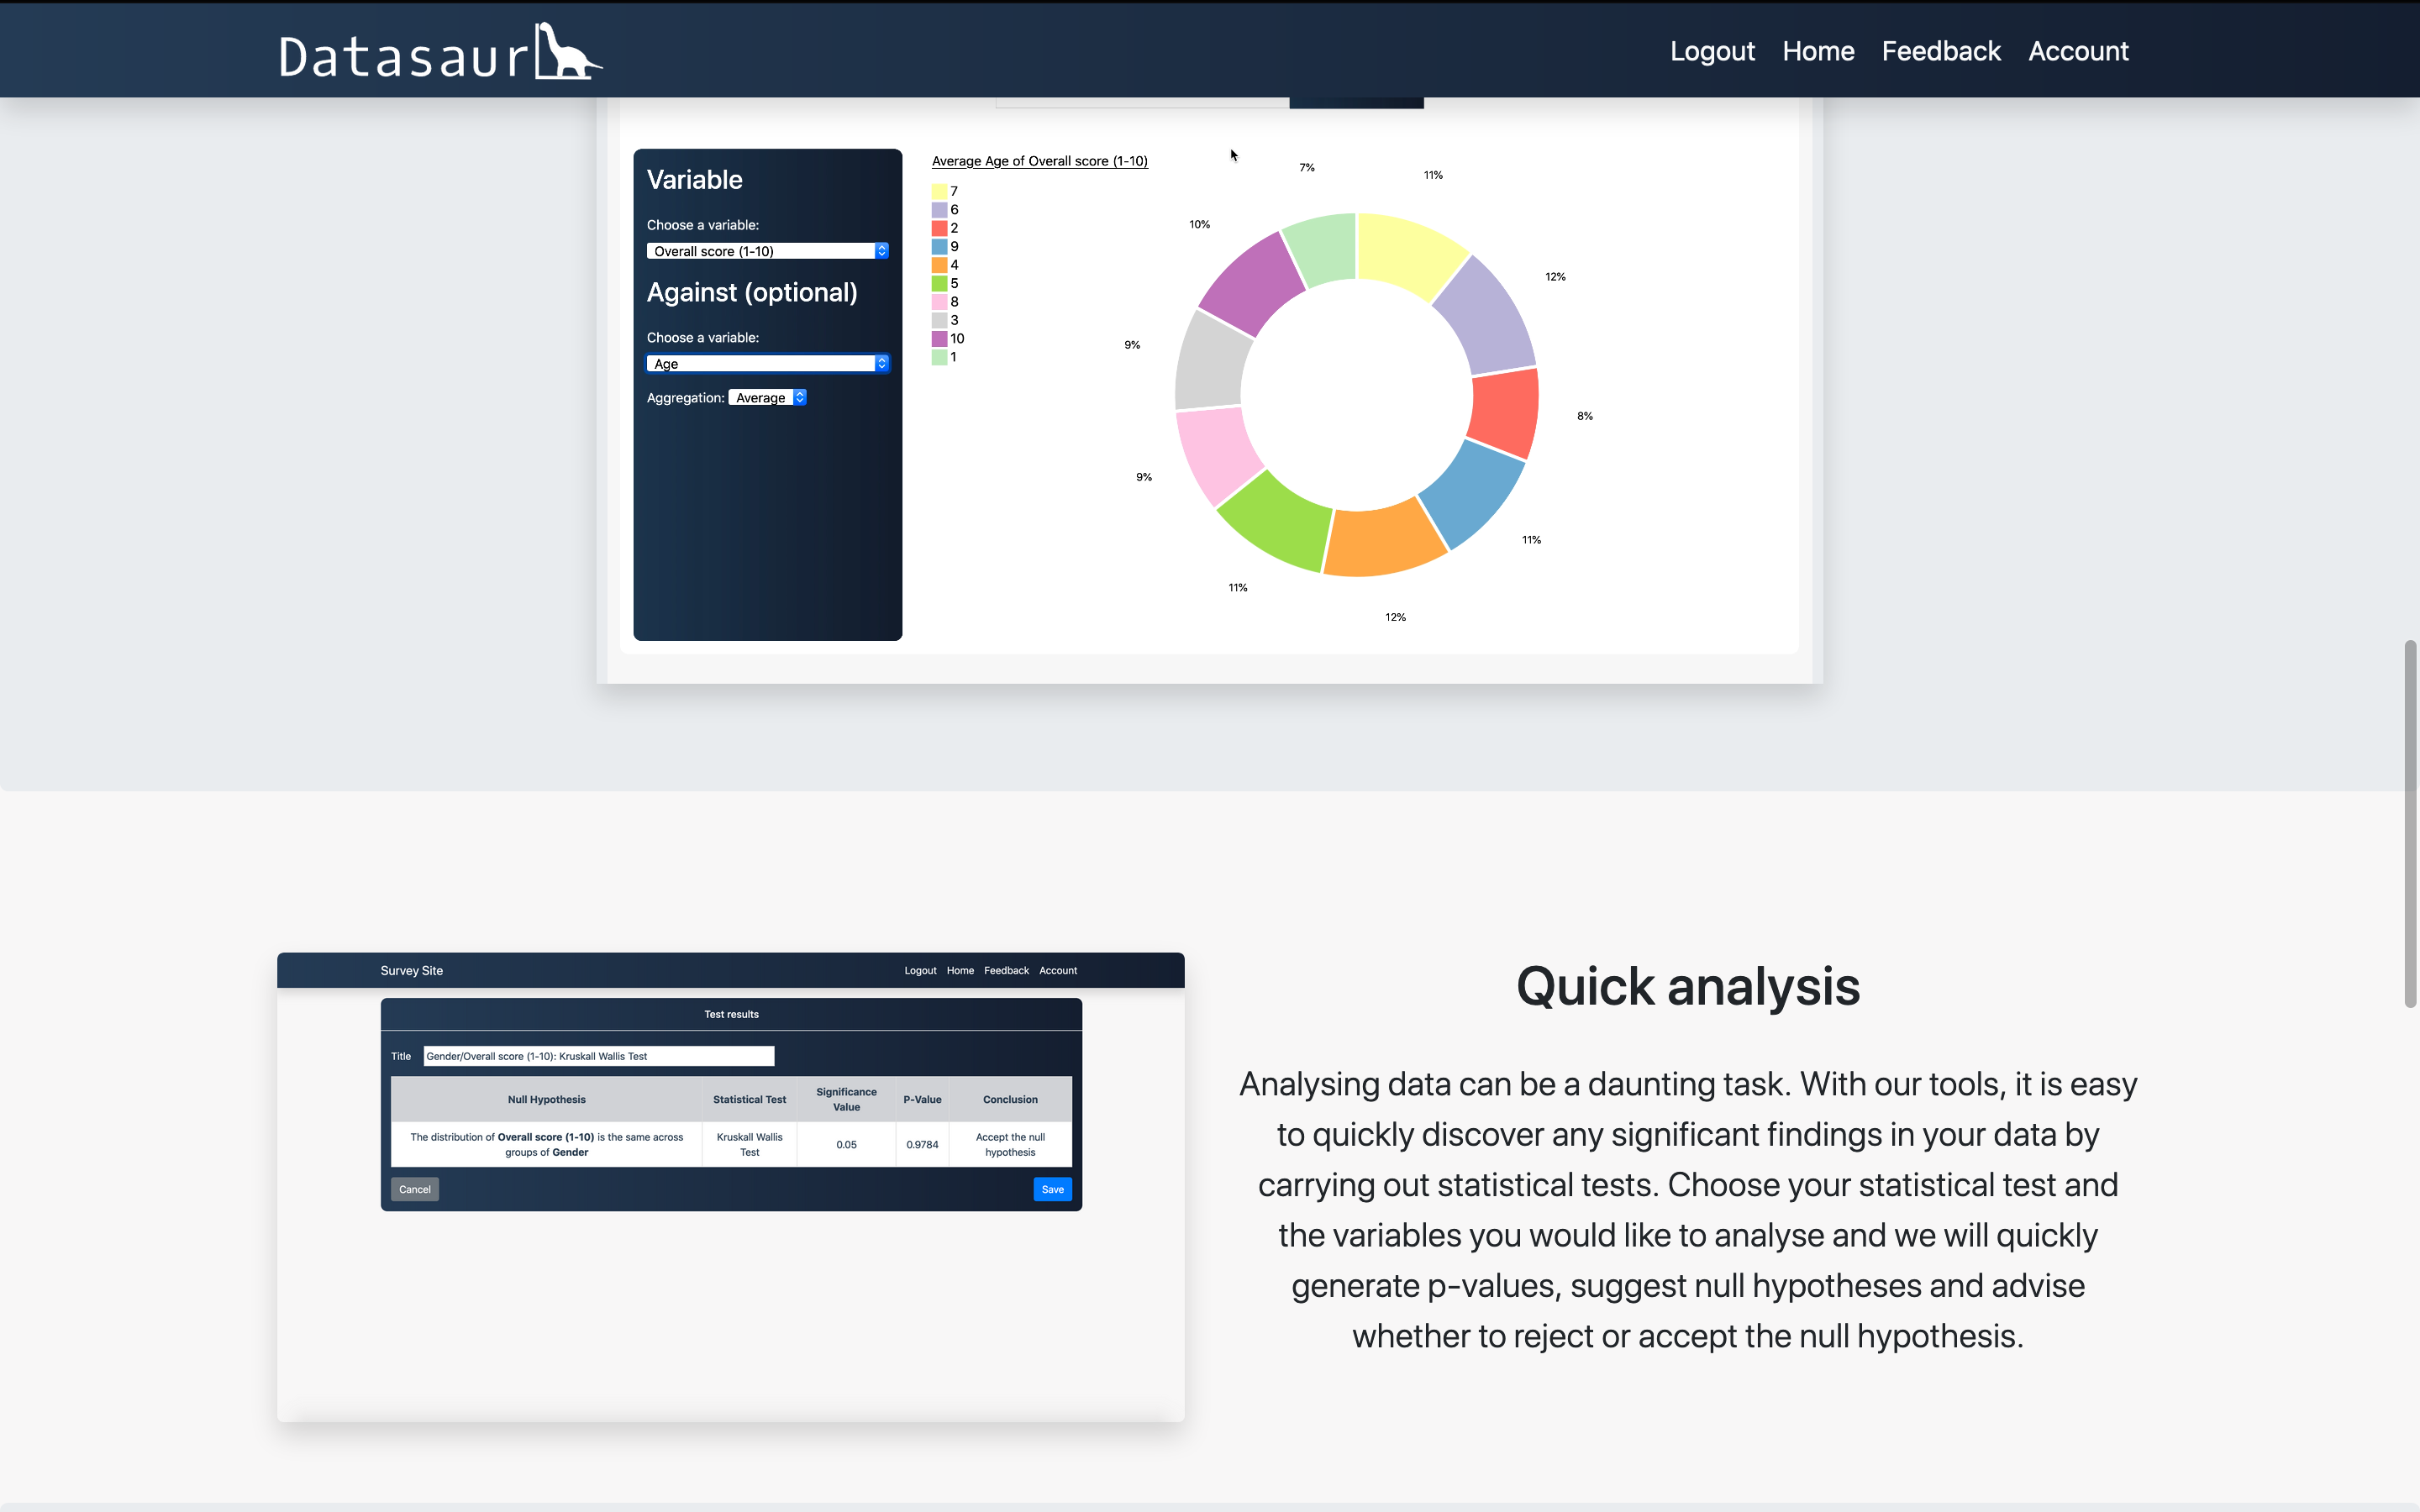 Datasaur
Logout Home Feedback Account
Variable
Choose a variable:
Overall score (1-10)
Against (optional)
Choose a variable:
Age
Aggregation: Average
Average Age of Overall score (1-10)
7
6
2
9
4
5
8
3
10
1
7%
11%
10%
12%
9%
8%
9%
11%
11%
12%
Survey Site
Logout Home Feedback Account
Test results
Title Gender/Overall score (1-10): Kruskall Wallis Test
Null Hypothesis Statistical Test Significance Value P-Value Conclusion
The distribution of Overall score (1-10) is the same across groups of Gender Kruskall Wallis Test 0.05 0.9784 Accept the null hypothesis
Cancel Save
Quick analysis
Analysing data can be a daunting task. With our tools, it is easy
to quickly discover any significant findings in your data by
carrying out statistical tests. Choose your statistical test and
the variables you would like to analyse and we will quickly
generate p-values, suggest null hypotheses and advise
whether to reject or accept the null hypothesis.